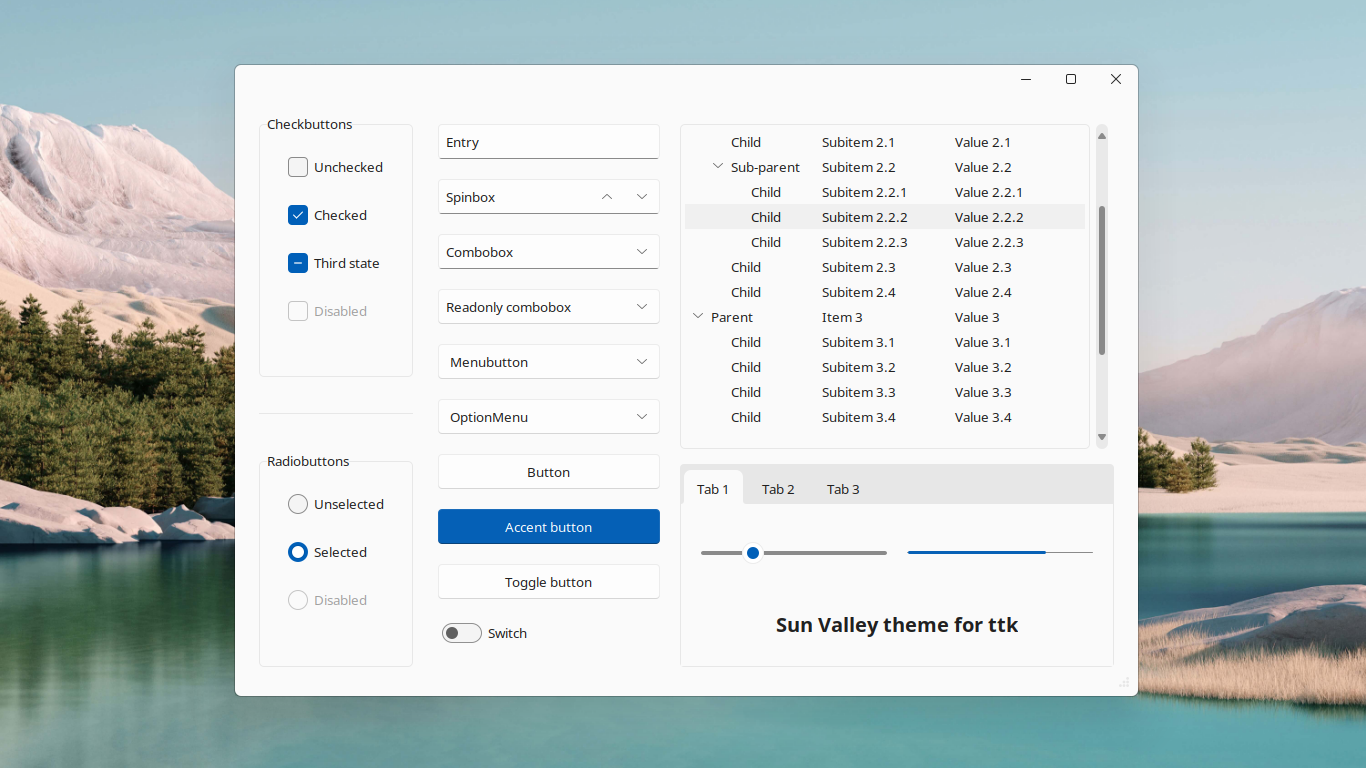 Checkbuttons
Unchecked
Checked
Third state
Disabled
Radiobuttons
Unselected
Selected
Disabled
Entry
Spinbox
Combobox
Readonly combobox
Menubutton
OptionMenu
Button
Accent button
Toggle button
Switch
Child Subitem 2.1 Value 2.1
Sub-parent Subitem 2.2 Value 2.2
Child Subitem 2.2.1 Value 2.2.1
Child Subitem 2.2.2 Value 2.2.2
Child Subitem 2.2.3 Value 2.2.3
Child Subitem 2.3 Value 2.3
Child Subitem 2.4 Value 2.4
Parent Item 3 Value 3
Child Subitem 3.1 Value 3.1
Child Subitem 3.2 Value 3.2
Child Subitem 3.3 Value 3.3
Child Subitem 3.4 Value 3.4
Tab 1 Tab 2 Tab 3
Sun Valley theme for ttk